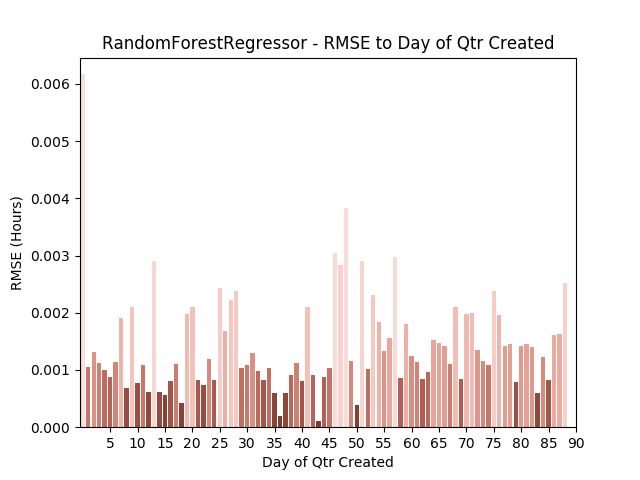 RandomForestRegressor - RMSE to Day of Qtr Created
0.006
0.005
0.004
0.003
0.002
0.001
0.000
RMSE (Hours)
5 10 15 20 25 30 35 40 45 50 55 60 65 70 75 80 85 90
Day of Qtr Created